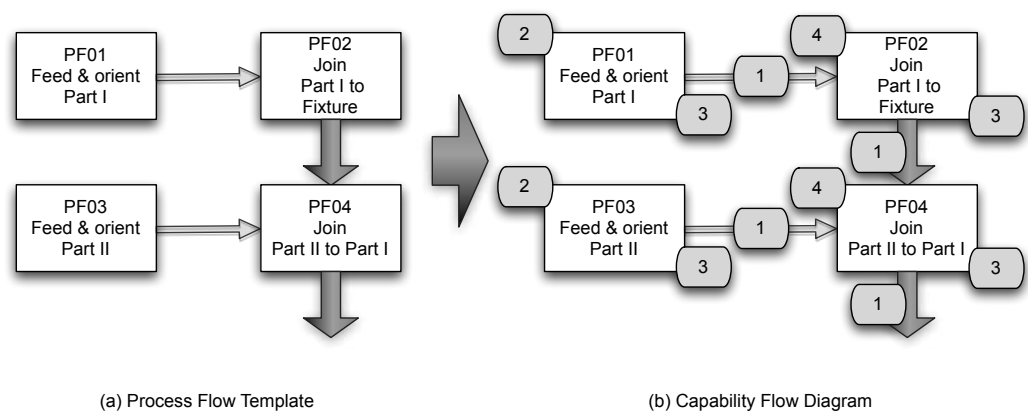 PF01
Feed & orient
Part I
PF02
Join
Part I to
Fixture
PF03
Feed & orient
Part II
PF04
Join
Part II to Part I
(a) Process Flow Template
2
PF01
Feed & orient
Part I
3
1
4
PF02
Join
Part I to
Fixture
3
1
2
PF03
Feed & orient
Part II
3
1
4
PF04
Join
Part II to Part I
3
1
(b) Capability Flow Diagram